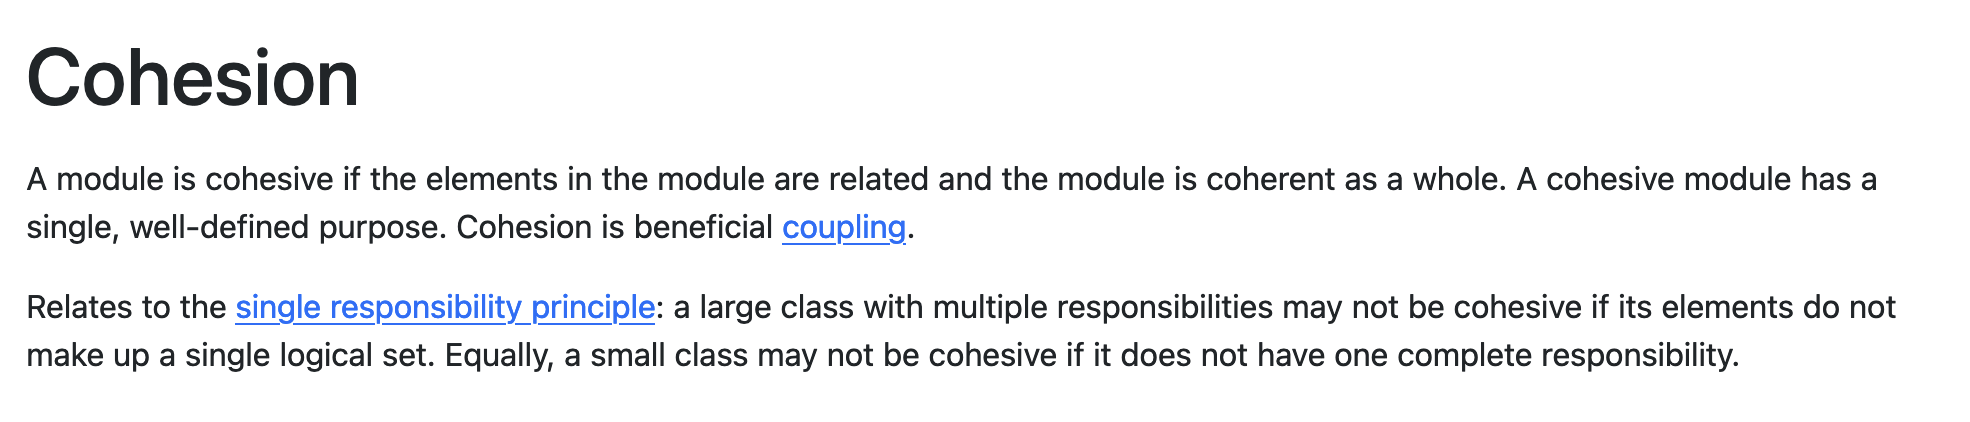 Cohesion
A module is cohesive if the elements in the module are related and the module is coherent as a whole. A cohesive module has a
single, well-defined purpose. Cohesion is beneficial coupling.
Relates to the single responsibility principle: a large class with multiple responsibilities may not be cohesive if its elements do not
make up a single logical set. Equally, a small class may not be cohesive if it does not have one complete responsibility.